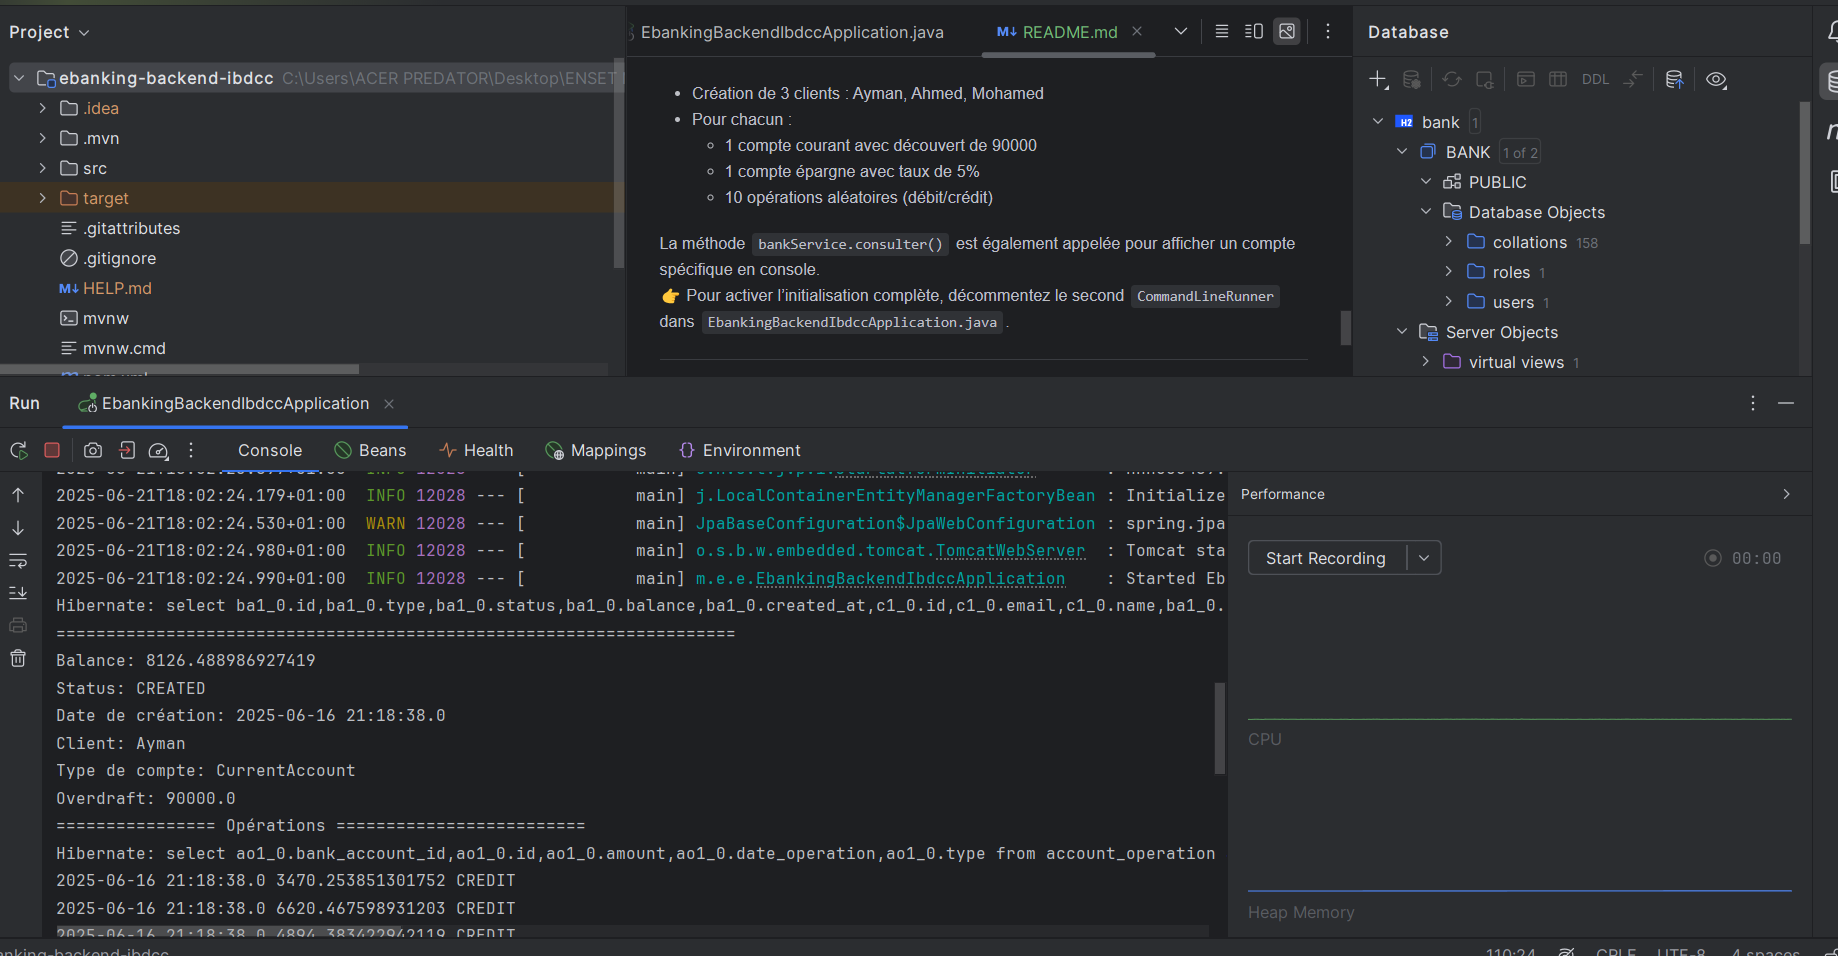 Project
EbankingBackendIbdccApplication.java
README.md
Database
ebanking-backend-ibdcc C:\Users\ACER PREDATOR\Desktop\ENSET
.idea
.mvn
src
target
.gitattributes
.gitignore
HELP.md
mvnw
mvnw.cmd
Création de 3 clients : Ayman, Ahmed, Mohamed
Pour chacun :
1 compte courant avec découvert de 90000
1 compte épargne avec taux de 5%
10 opérations aléatoires (débit/crédit)
La méthode bankService.consulter() est également appelée pour afficher un compte
spécifique en console.
👉 Pour activer l'initialisation complète, décommentez le second CommandLineRunner
dans EbankingBackendIbdccApplication.java .
DDL
bank 1
BANK 1 of 2
PUBLIC
Database Objects
collations 158
roles 1
users 1
Server Objects
virtual views 1
Run EbankingBackendIbdccApplication
Console Beans Health Mappings Environment
2025-06-21T18:02:24.179+01:00 INFO 12028 --- [ main] j.LocalContainerEntityManagerFactoryBean : Initialize
2025-06-21T18:02:24.530+01:00 WARN 12028 --- [ main] JpaBaseConfiguration$JpaWebConfiguration : spring.jpa
2025-06-21T18:02:24.980+01:00 INFO 12028 --- [ main] o.s.b.w.embedded.tomcat.TomcatWebServer : Tomcat sta
2025-06-21T18:02:24.990+01:00 INFO 12028 --- [ main] m.e.e.EbankingBackendIbdccApplication : Started Eb
Hibernate: select ba1_0.id,ba1_0.type,ba1_0.status,ba1_0.balance,ba1_0.created_at,c1_0.id,c1_0.email,c1_0.name,ba1_0.
====================================================================
Balance: 8126.488986927419
Status: CREATED
Date de création: 2025-06-16 21:18:38.0
Client: Ayman
Type de compte: CurrentAccount
Overdraft: 90000.0
================ Opérations =========================
Hibernate: select ao1_0.bank_account_id,ao1_0.id,ao1_0.amount,ao1_0.date_operation,ao1_0.type from account_operation
2025-06-16 21:18:38.0 3470.253851301752 CREDIT
2025-06-16 21:18:38.0 6620.467598931203 CREDIT
2025-06-16 21:18:38.0 4894.383422942119 CREDIT
Performance
Start Recording
00:00
CPU
Heap Memory
110:24 CRLF UTF-8 4 spaces